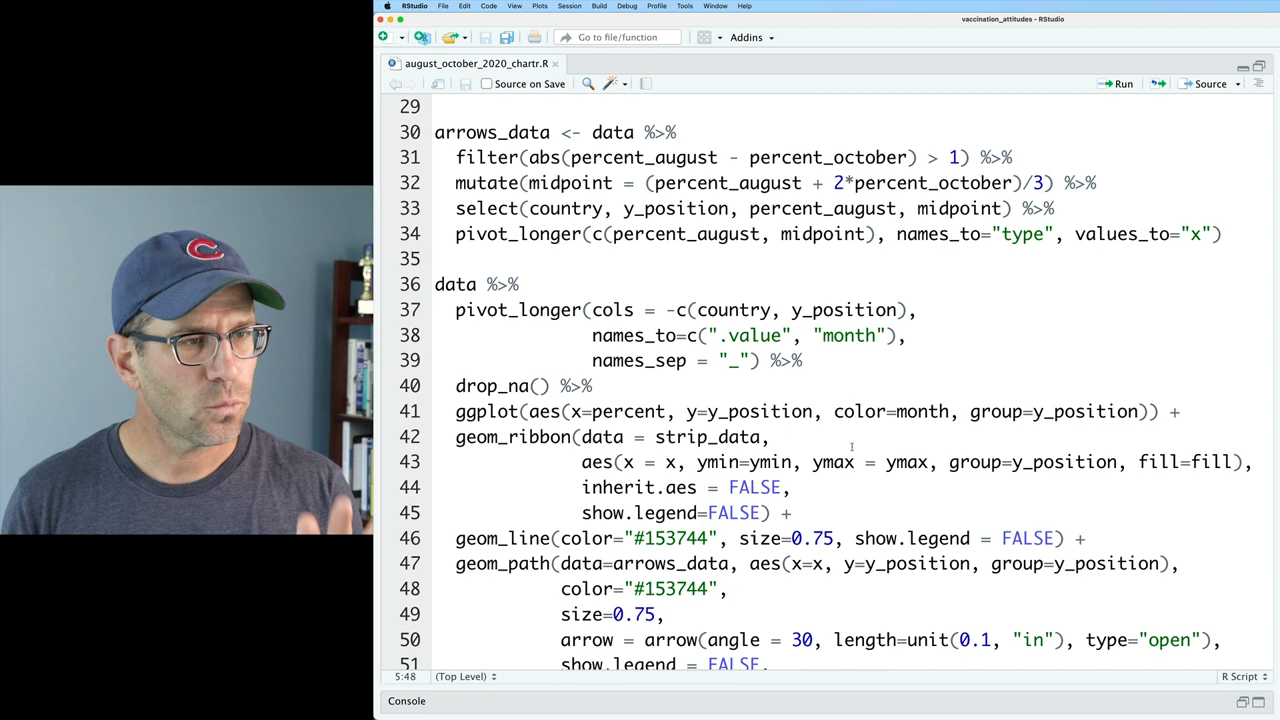 RStudio File Edit Code View Plots Session Build Debug Profile Tools Window Help
vaccination_attitudes - RStudio
Go to file/function Addins
august_october_2020_chartr.R
Source on Save Run Source
29
30 arrows_data <- data %>%
31 filter(abs(percent_august - percent_october) > 1) %>%
32 mutate(midpoint = (percent_august + 2*percent_october)/3) %>%
33 select(country, y_position, percent_august, midpoint) %>%
34 pivot_longer(c(percent_august, midpoint), names_to="type", values_to="x")
35
36 data %>%
37 pivot_longer(cols = -c(country, y_position),
38 names_to=c(".value", "month"),
39 names_sep = "_") %>%
40 drop_na() %>%
41 ggplot(aes(x=percent, y=y_position, color=month, group=y_position)) +
42 geom_ribbon(data = strip_data,
43 aes(x = x, ymin=ymin, ymax = ymax, group=y_position, fill=fill),
44 inherit.aes = FALSE,
45 show.legend=FALSE) +
46 geom_line(color="#153744", size=0.75, show.legend = FALSE) +
47 geom_path(data=arrows_data, aes(x=x, y=y_position, group=y_position),
48 color="#153744",
49 size=0.75,
50 arrow = arrow(angle = 30, length=unit(0.1, "in"), type="open"),
51 show.legend = FALSE,
5:48 (Top Level) R Script
Console
C